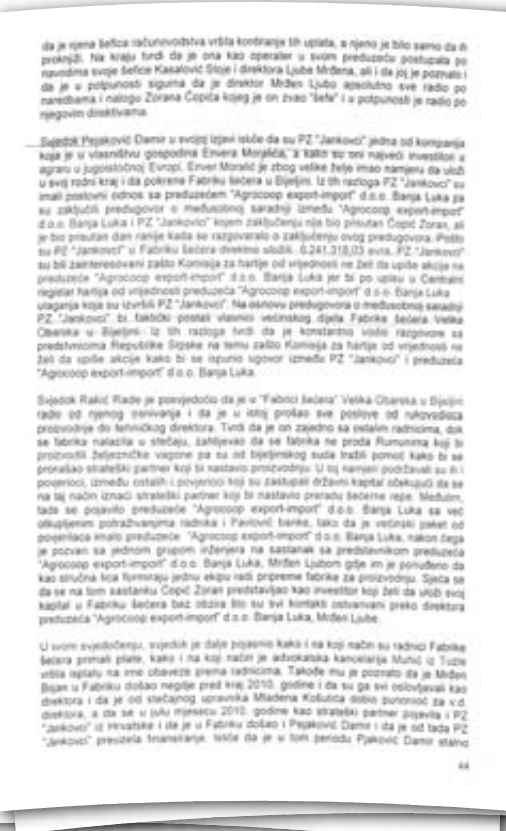 da je njena šefica računovodstva vršila kontiranje tih uplata, a njeno je bilo samo da ih
proknjiži. Na kraju tvrdi da je ona kao operater u svom preduzeću postupala po
navodima svoje šefice Kasalović Stoje i direktora Ljube Mrđena, ali i da joj je poznato i
da je u potpunosti sigurna da je direktor Mrđen Ljubo apsolutno sve radio po
naredbama i nalogu Zorana Ćopića kojeg je on zvao "šefe" i u potpunosti je radio po
njegovim direktivama.
Svjedok Pejaković Damir u svojoj izjavi ističe da su PZ "Jankovci" jedna od kompanija
koja je u vlasništvu gospodina Envera Moralića, a kako su oni najveći investitori u
agraru u jugoistočnoj Evropi. Enver Moralić je zbog velike želje imao namjeru da uloži
u svoj rodni kraj i da pokrene Fabriku šećera u Bijeljini. Iz tih razloga PZ "Jankovci" su
imali poslovni odnos sa preduzećem "Agrocoop export-import" d.o.o. Banja Luka pa
su zaključili predugovor o međusobnoj saradnji između "Agrocoop export-import"
d.o.o. Banja Luka i PZ "Jankovci" kojem zaključenju nije bio prisutan Ćopić Zoran, ali
je bio prisutan dan ranije kada se razgovaralo o zaključenju ovog predugovora. Pošto
su PZ "Jankovci" u Fabriku šećera direktno uložili 6.241.318,03 evra, PZ "Jankovci"
su bili zainteresovani zašto Komisija za hartije od vrijednosti ne želi da upiše akcije na
preduzeće "Agrocoop export-import" d.o.o. Banja Luka jer bi po upisu u Centralni
registar hartija od vrijednosti preduzeća "Agrocoop export-import" d.o.o. Banja Luka
ulaganja koja su izvršili PZ "Jankovci". Na osnovu predugovora o međusobnoj saradnji
PZ "Jankovci" bi faktički postali vlasnici većinskog dijela Fabrike šećera Velika
Obarska u Bijeljini. Iz tih razloga tvrdi da je konstantno vodio razgovore sa
predstvnicima Republike Srpske na temu zašto Komisija za hartije od vrijednosti ne
želi da upiše akcije kako bi se ispunio ugovor između PZ "Jankovci" i preduzeća
"Agrocoop export-import" d.o.o. Banja Luka.
Svjedok Rakić Rade je posvjedočio da je u "Fabrici šećera" Velika Obarska u Bijeljini
radio od njenog osnivanja i da je u istoj prošao sve poslove od rukovodioca
proizvodnje do tehničkog direktora. Tvrdi da je on zajedno sa ostalim radnicima, dok
se fabrika nalazila u stečaju, zahtijevao da se fabrika ne proda Rumunima koji bi
proizvodili željezničke vagone pa su od bijeljinskog suda tražili pomoć kako bi se
pronašao strateški partner koji bi nastavio proizvodnju. U toj namjeri podržavali su ih i
povjerioci, između ostalih i povjerioci koji su zastupali državni kapital očekujući da se
na taj način iznaći strateški partner koji bi nastavio preradu šećerne repe. Međutim,
tada se pojavilo preduzeće "Agrocoop export-import" d.o.o. Banja Luka sa već
otkupljenim potraživanjima radnika i Pavlović banke, tako da je većinski paket od
povjerilaca imalo preduzeće "Agrocoop export-import" d.o.o. Banja Luka, nakon čega
je pozvan sa jednom grupom inženjera na sastanak sa predstavnikom preduzeća
"Agrocoop export-import" d.o.o. Banja Luka, Mrđen Ljubom gdje im je ponuđeno da
kao stručna lica formiraju jednu ekipu radi pripreme fabrike za proizvodnju. Sjeća se
da se na tom sastanku Ćopić Zoran predstavljao kao investitor koji želi da uloži svoj
kapital u Fabriku šećera bez obzira što su svi kontakti ostvarivani preko direktora
preduzeća "Agrocoop export-import" d.o.o. Banja Luka, Mrđen Ljube.
U svom svjedočenju, svjedok je dalje pojasnio kako i na koji način su radnici Fabrike
šećera primali plate, kako i na koji način je advokatska kancelarija Muhić iz Tuzle
vršila isplatu na ime obaveze prema radnicima. Takođe mu je poznato da je Mrđen
Bojan u Fabriku došao negdje pred kraj 2010. godine i da su ga svi oslovljavali kao
direktora i da je od stečajnog upravnika Mlađena Košutića dobio punomoć za v.d.
direktora, a da se u julu mjesecu 2010. godine kao strateški partner pojavila i PZ
"Jankovci" iz Hrvatske i da je u Fabriku došao i Pejaković Damir i da je od tada PZ
"Jankovci" preuzela finansiranje. Ističe da je u tom periodu Pjaković Damir stalno
44